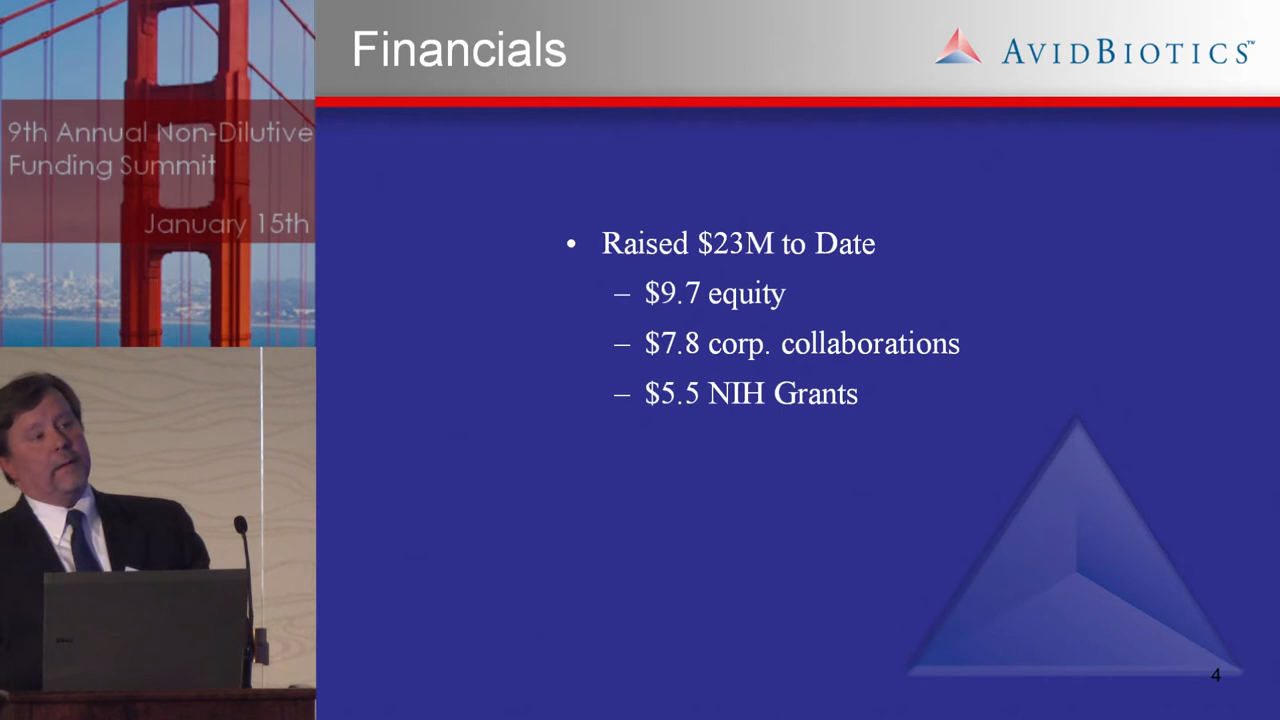 Financials
AVIDBIOTICS™
9th Annual Non-Dilutive
Funding Summit
January 15th
• Raised $23M to Date
– $9.7 equity
– $7.8 corp. collaborations
– $5.5 NIH Grants
4